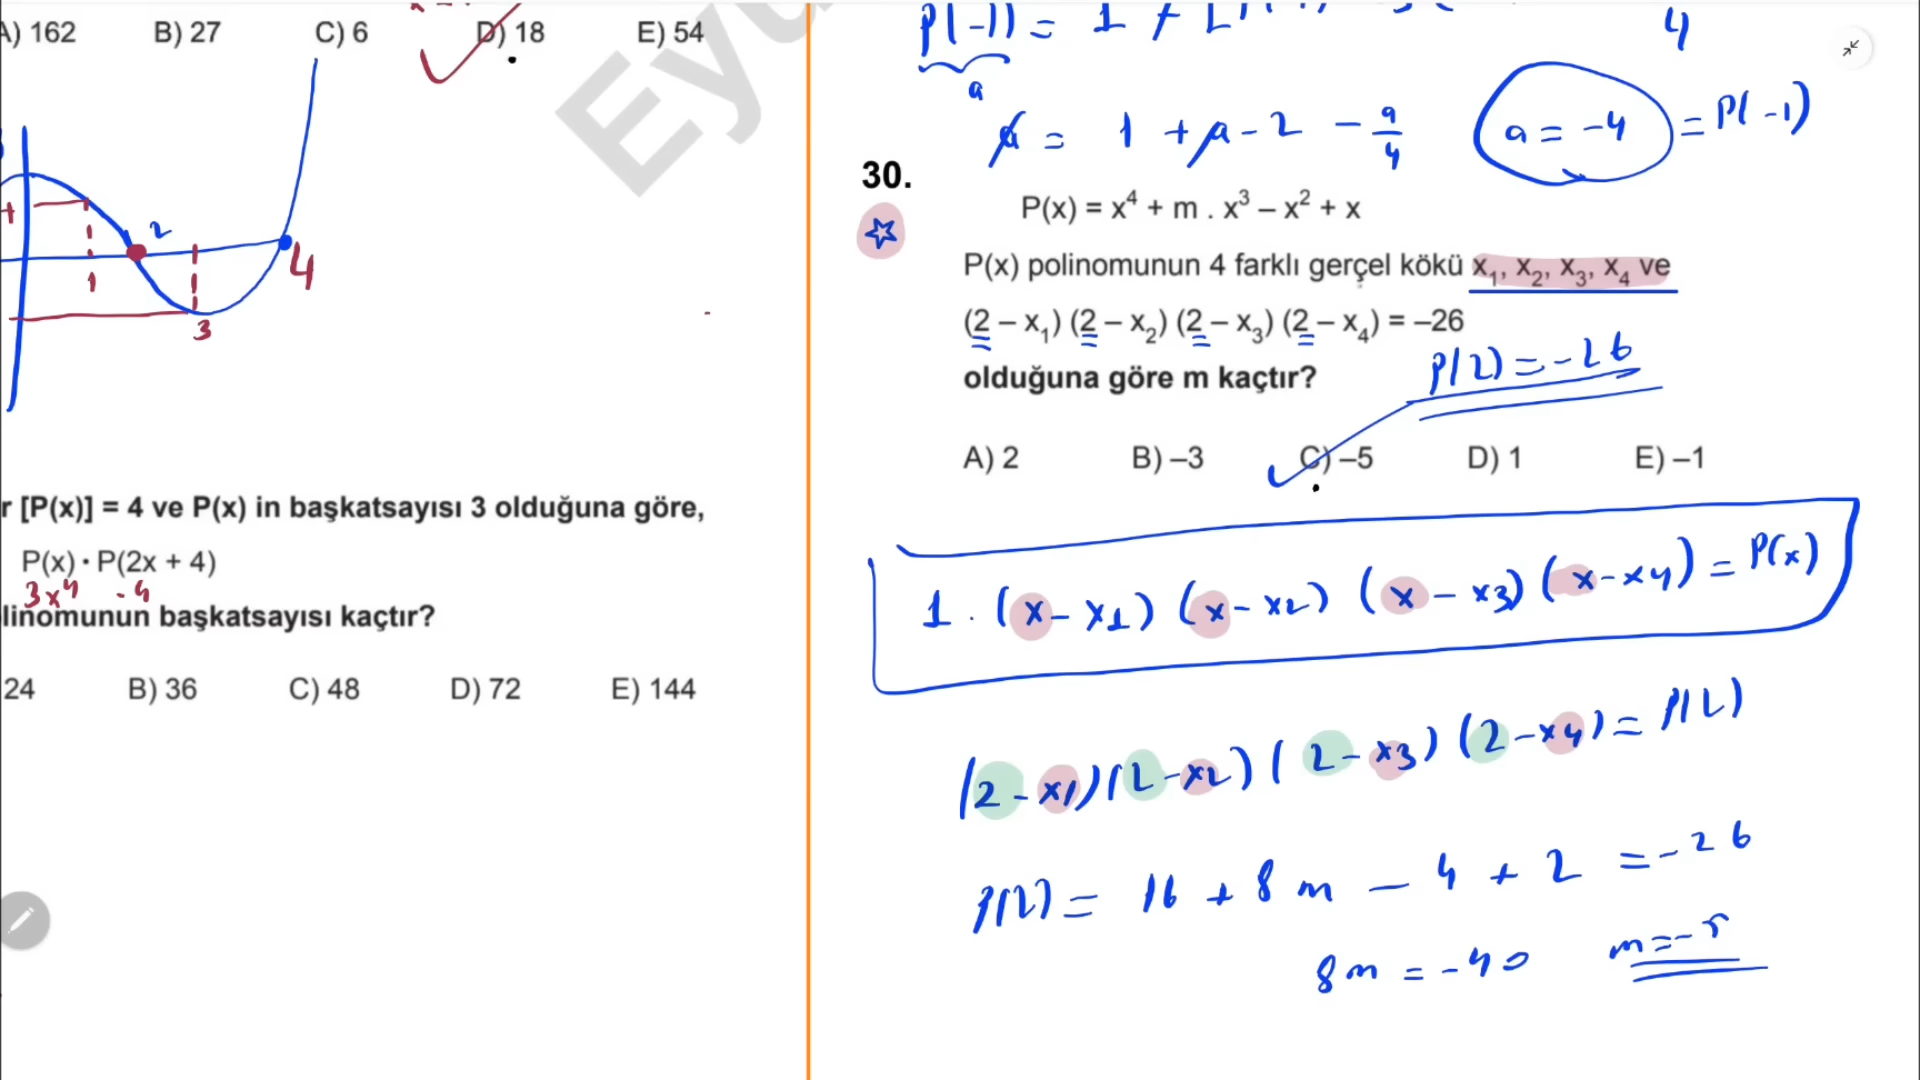 A) 162 B) 27 C) 6 D) 18 E) 54
2
1
3
4
r [P(x)] = 4 ve P(x) in başkatsayısı 3 olduğuna göre,
P(x) · P(2x + 4)
3x⁴ · 4
linomunun başkatsayısı kaçtır?
24 B) 36 C) 48 D) 72 E) 144
Ey
P(-1) = 1
4
a
a = 1 + a - 2 - a/4
a = -4 = P(-1)
30.
P(x) = x⁴ + m . x³ – x² + x
P(x) polinomunun 4 farklı gerçel kökü x₁, x₂, x₃, x₄ ve
(2 – x₁) (2 – x₂) (2 – x₃) (2 – x₄) = –26
P(2) = -26
olduğuna göre m kaçtır?
A) 2 B) –3 C) –5 D) 1 E) –1
1 . (x - x1) (x - x2) (x - x3) (x - x4) = P(x)
(2 - x1) (2 - x2) (2 - x3) (2 - x4) = P(2)
P(2) = 16 + 8m - 4 + 2 = -26
8m = -40 m = -5